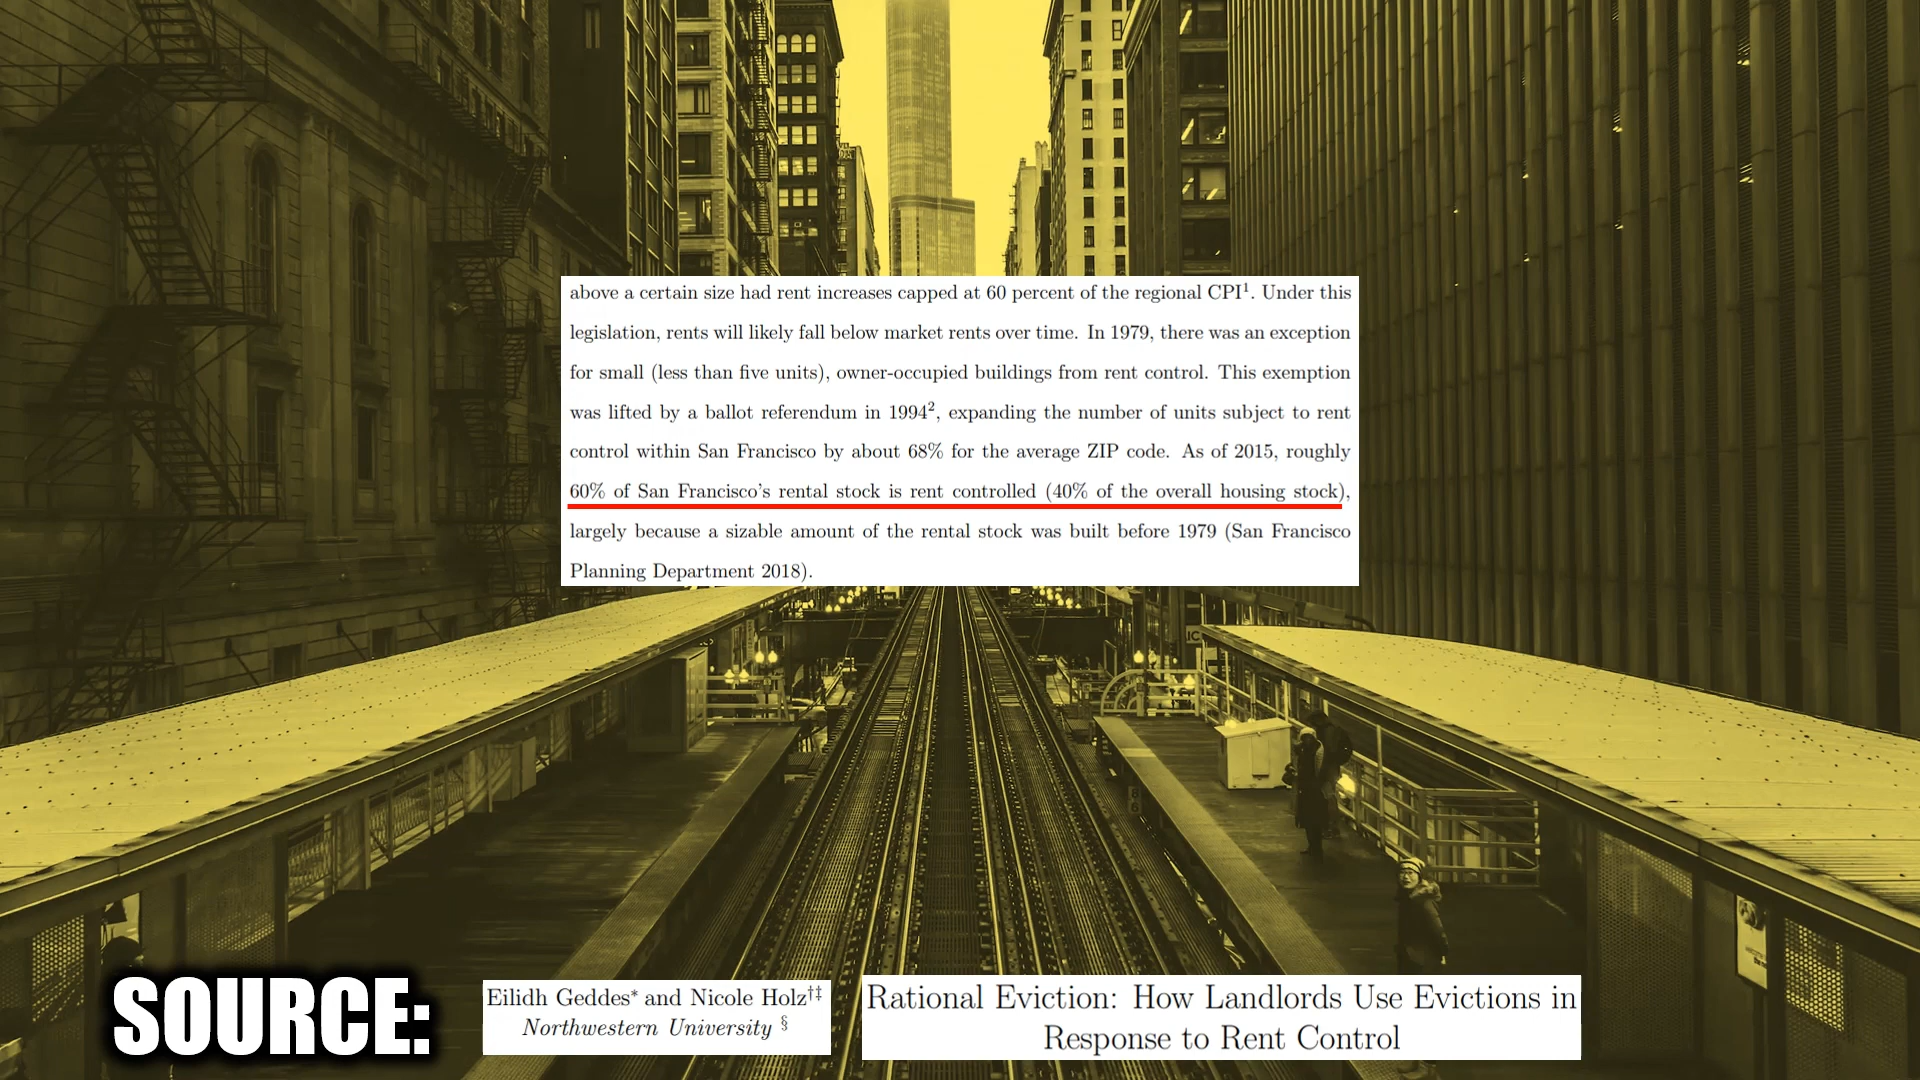 above a certain size had rent increases capped at 60 percent of the regional CPI¹. Under this
legislation, rents will likely fall below market rents over time. In 1979, there was an exception
for small (less than five units), owner-occupied buildings from rent control. This exemption
was lifted by a ballot referendum in 1994², expanding the number of units subject to rent
control within San Francisco by about 68% for the average ZIP code. As of 2015, roughly
60% of San Francisco's rental stock is rent controlled (40% of the overall housing stock),
largely because a sizable amount of the rental stock was built before 1979 (San Francisco
Planning Department 2018).
SOURCE:
Eilidh Geddes* and Nicole Holz†‡
Northwestern University §
Rational Eviction: How Landlords Use Evictions in
Response to Rent Control